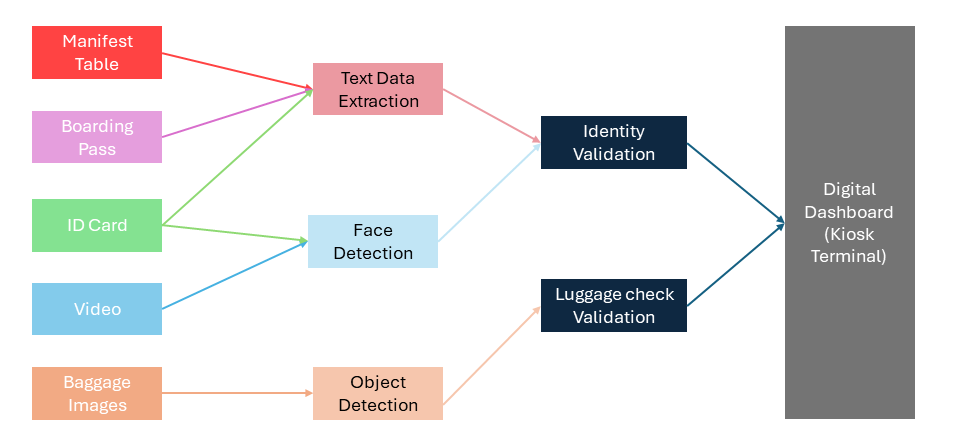 Manifest
Table
Boarding
Pass
ID Card
Video
Baggage
Images
Text Data
Extraction
Face
Detection
Object
Detection
Identity
Validation
Luggage check
Validation
Digital
Dashboard
(Kiosk
Terminal)